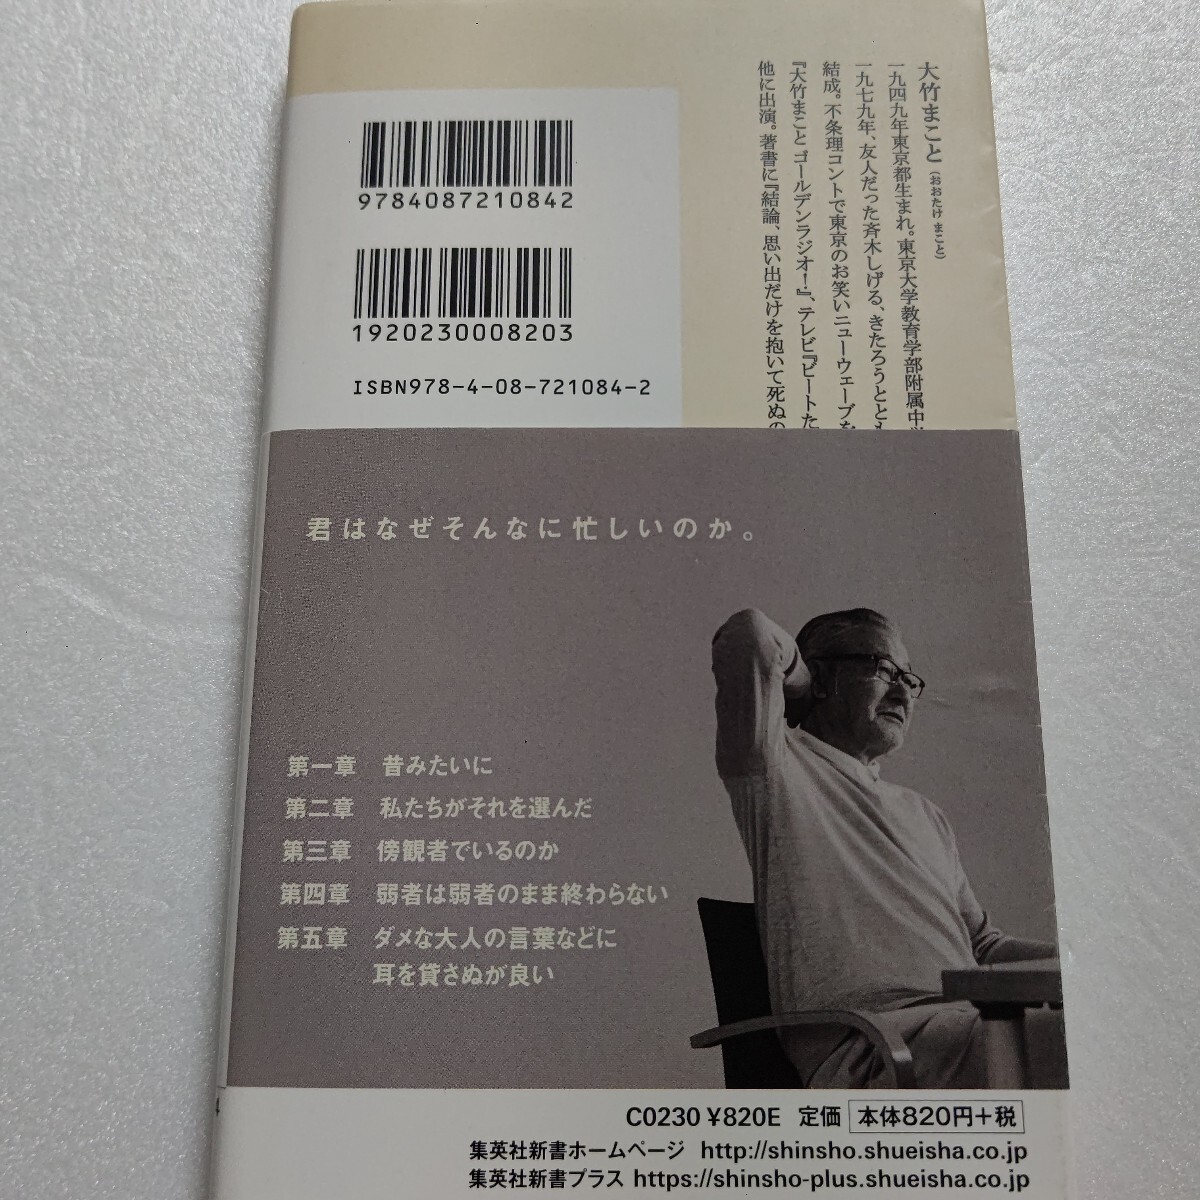 大竹まこと（おおたけ まこと）
一九四九年東京都生まれ。東京大学教育学部附属中学
一九七九年、友人だった斉木しげる、きたろうととも
結成。不条理コントで東京のお笑いニューウェーブを
『大竹まこと ゴールデンラジオ！』、テレビ『ビートた
他に出演。著書に『結論、思い出だけを抱いて死ぬの
9784087210842
1920230008203
ISBN978-4-08-721084-2
君はなぜそんなに忙しいのか。
第一章 昔みたいに
第二章 私たちがそれを選んだ
第三章 傍観者でいるのか
第四章 弱者は弱者のまま終わらない
第五章 ダメな大人の言葉などに
耳を貸さぬが良い
C0230 ¥820E 定価 本体820円+税
集英社新書ホームページ http://shinsho.shueisha.co.jp
集英社新書プラス https://shinsho-plus.shueisha.co.jp